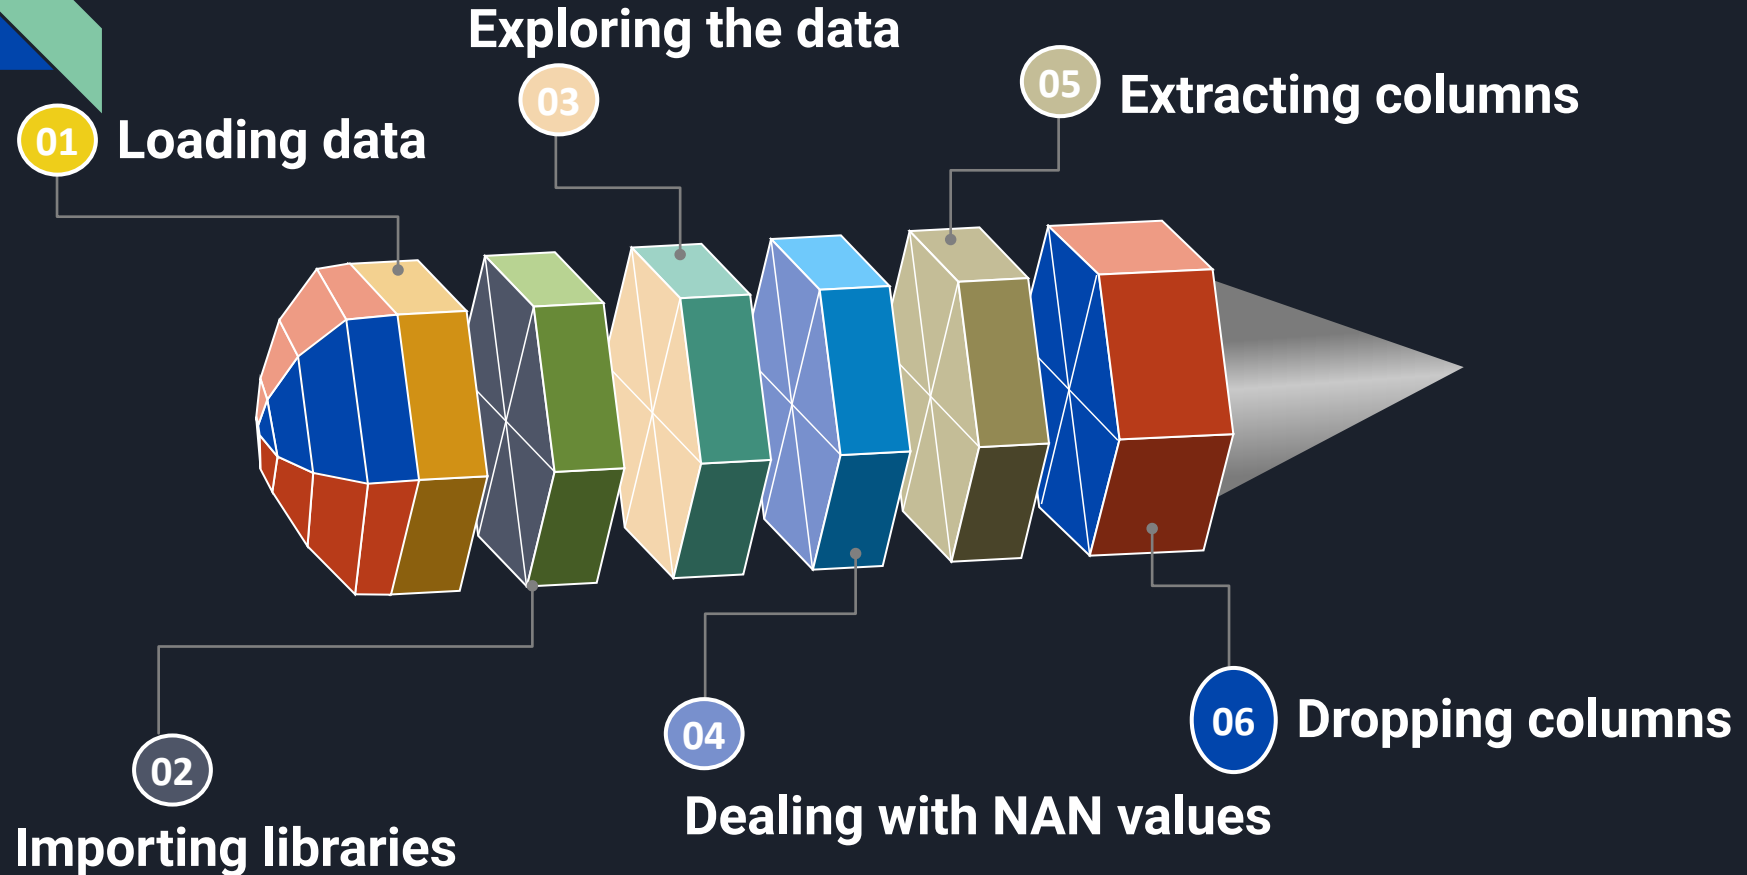 01
Loading data
02
Importing libraries
03
Exploring the data
04
Dealing with NAN values
05
Extracting columns
06
Dropping columns